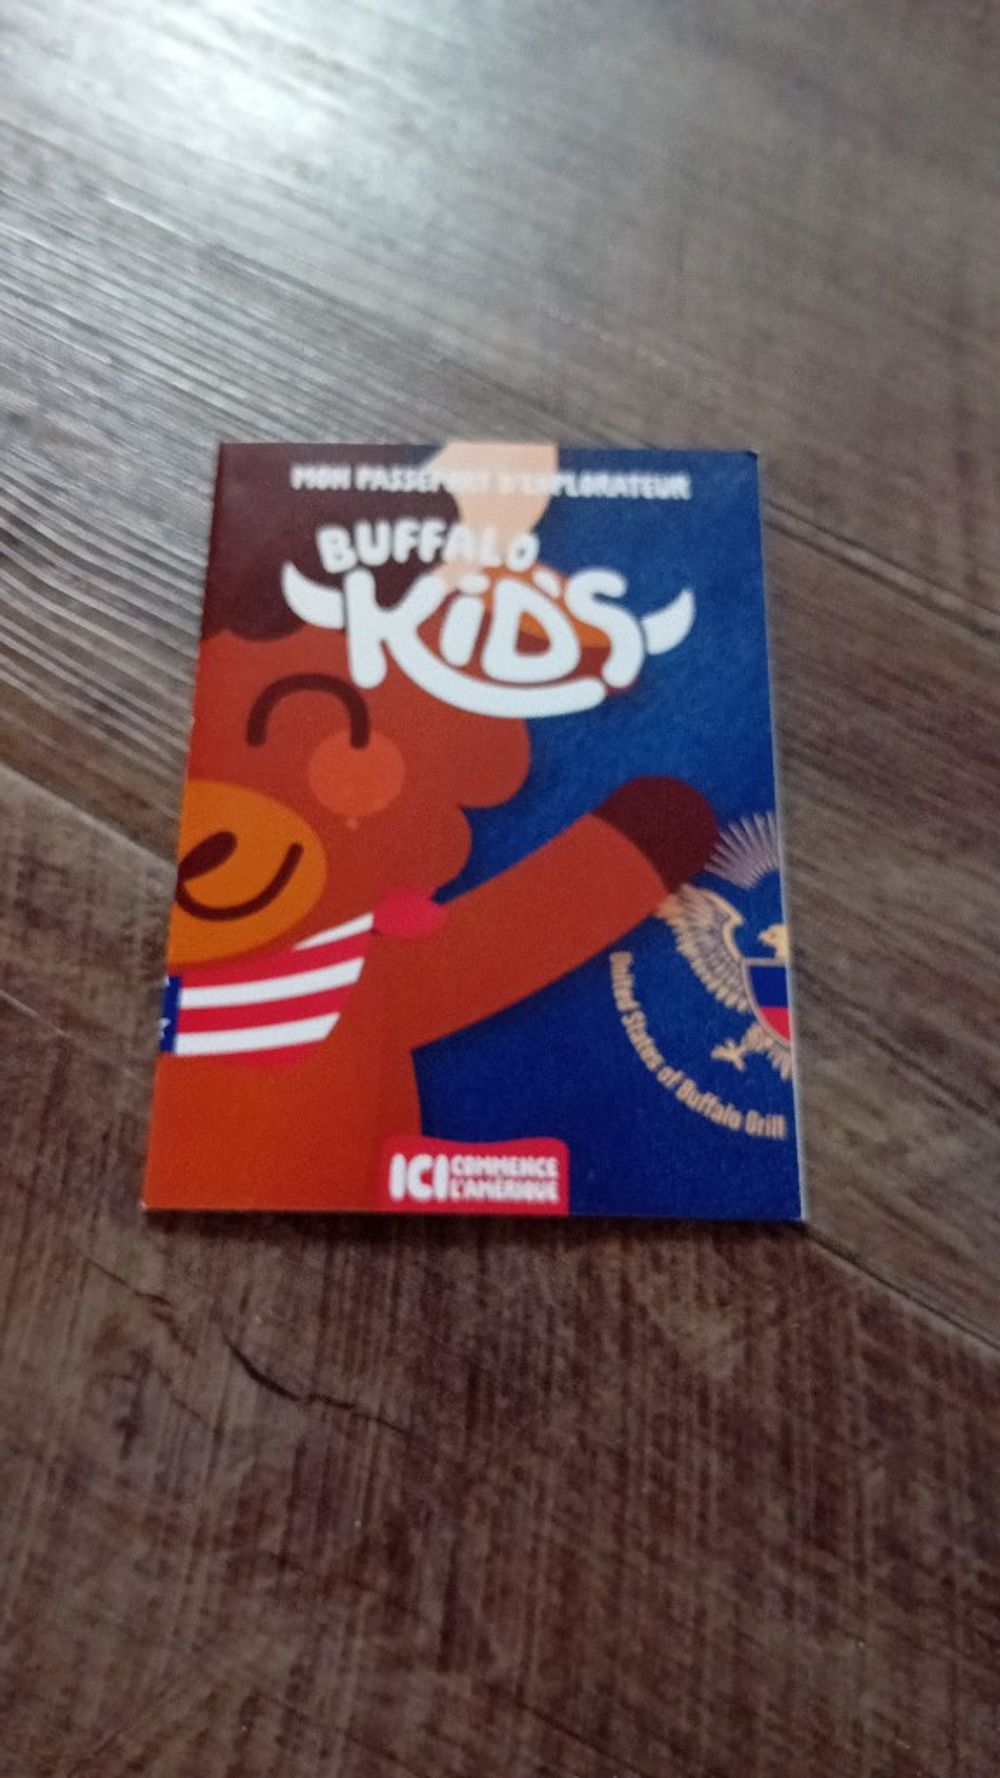 MON PASSEPORT D'EXPLORATEUR
BUFFALO
KiDS
United States of Buffalo Grill
ICI COMMENCE
L'AMÉRIQUE